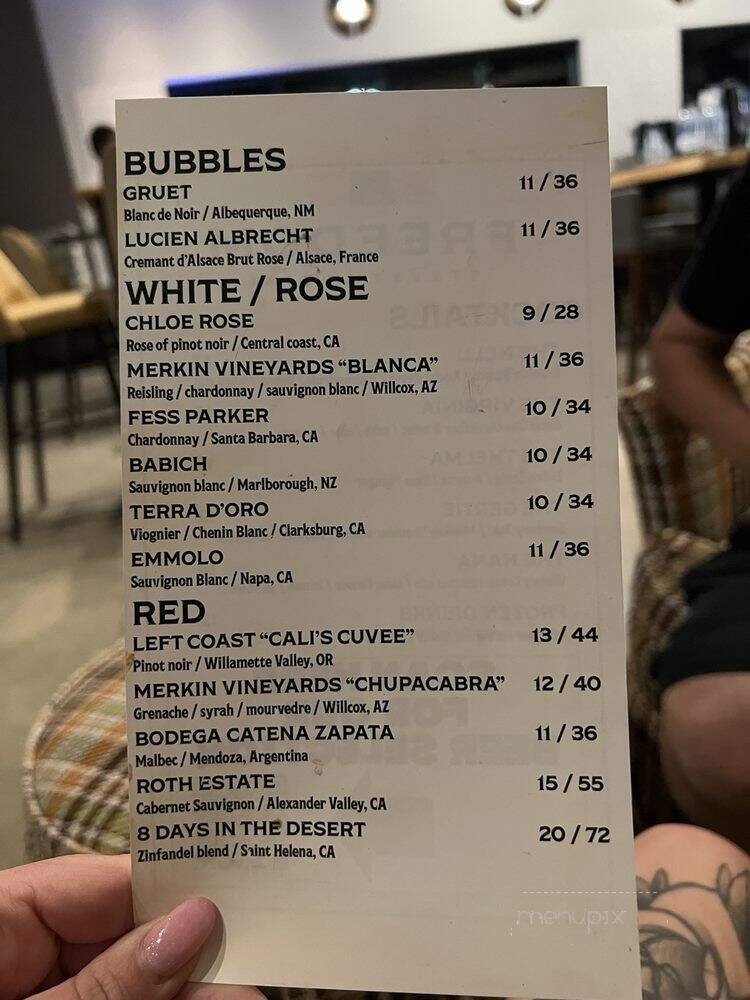 BUBBLES
GRUET 11 / 36
Blanc de Noir / Albequerque, NM
LUCIEN ALBRECHT 11 / 36
Cremant d'Alsace Brut Rose / Alsace, France
WHITE / ROSE
CHLOE ROSE 9 / 28
Rose of pinot noir / Central coast, CA
MERKIN VINEYARDS “BLANCA” 11 / 36
Reisling / chardonnay / sauvignon blanc / Willcox, AZ
FESS PARKER 10 / 34
Chardonnay / Santa Barbara, CA
BABICH 10 / 34
Sauvignon blanc / Marlborough, NZ
TERRA D'ORO 10 / 34
Viognier / Chenin Blanc / Clarksburg, CA
EMMOLO 11 / 36
Sauvignon Blanc / Napa, CA
RED
LEFT COAST “CALI'S CUVEE” 13 / 44
Pinot noir / Willamette Valley, OR
MERKIN VINEYARDS “CHUPACABRA” 12 / 40
Grenache / syrah / mourvedre / Willcox, AZ
BODEGA CATENA ZAPATA 11 / 36
Malbec / Mendoza, Argentina
ROTH ESTATE 15 / 55
Cabernet Sauvignon / Alexander Valley, CA
8 DAYS IN THE DESERT 20 / 72
Zinfandel blend / Saint Helena, CA
menupix